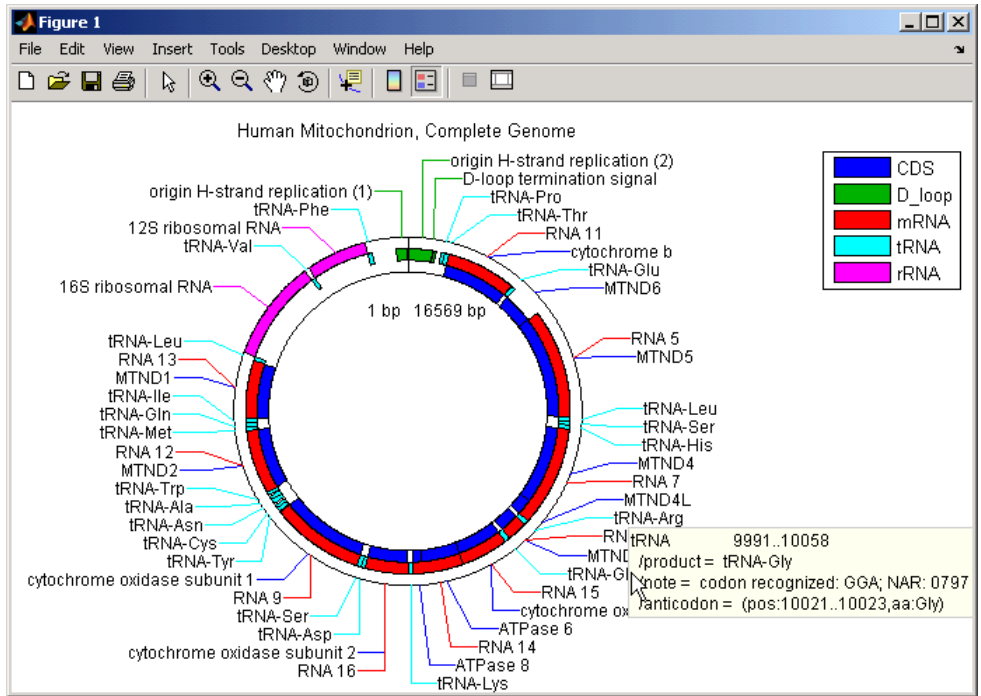 Figure 1
File Edit View Insert Tools Desktop Window Help
Human Mitochondrion, Complete Genome
origin H-strand replication (2)
D-loop termination signal
tRNA-Pro
tRNA-Thr
RNA 11
cytochrome b
tRNA-Glu
MTND6
RNA 5
MTND5
tRNA-Leu
tRNA-Ser
tRNA-His
MTND4
RNA 7
MTND4L
tRNA-Arg
MTND
RNA 15
cytochrome
ATPase 6
RNA 14
ATPase 8
tRNA-Lys
origin H-strand replication (1)
tRNA-Phe
12S ribosomal RNA
tRNA-Val
16S ribosomal RNA
tRNA-Leu
RNA 13
MTND1
tRNA-Ile
tRNA-Gln
tRNA-Met
RNA 12
MTND2
tRNA-Trp
tRNA-Ala
tRNA-Asn
tRNA-Cys
tRNA-Tyr
cytochrome oxidase subunit 1
RNA 9
tRNA-Ser
tRNA-Asp
cytochrome oxidase subunit 2
RNA 16
1 bp 16569 bp
CDS
D_loop
mRNA
tRNA
rRNA
tRNA 9991..10058
/product = tRNA-Gly
/note = codon recognized: GGA; NAR: 0797
/anticodon = (pos:10021..10023,aa:Gly)